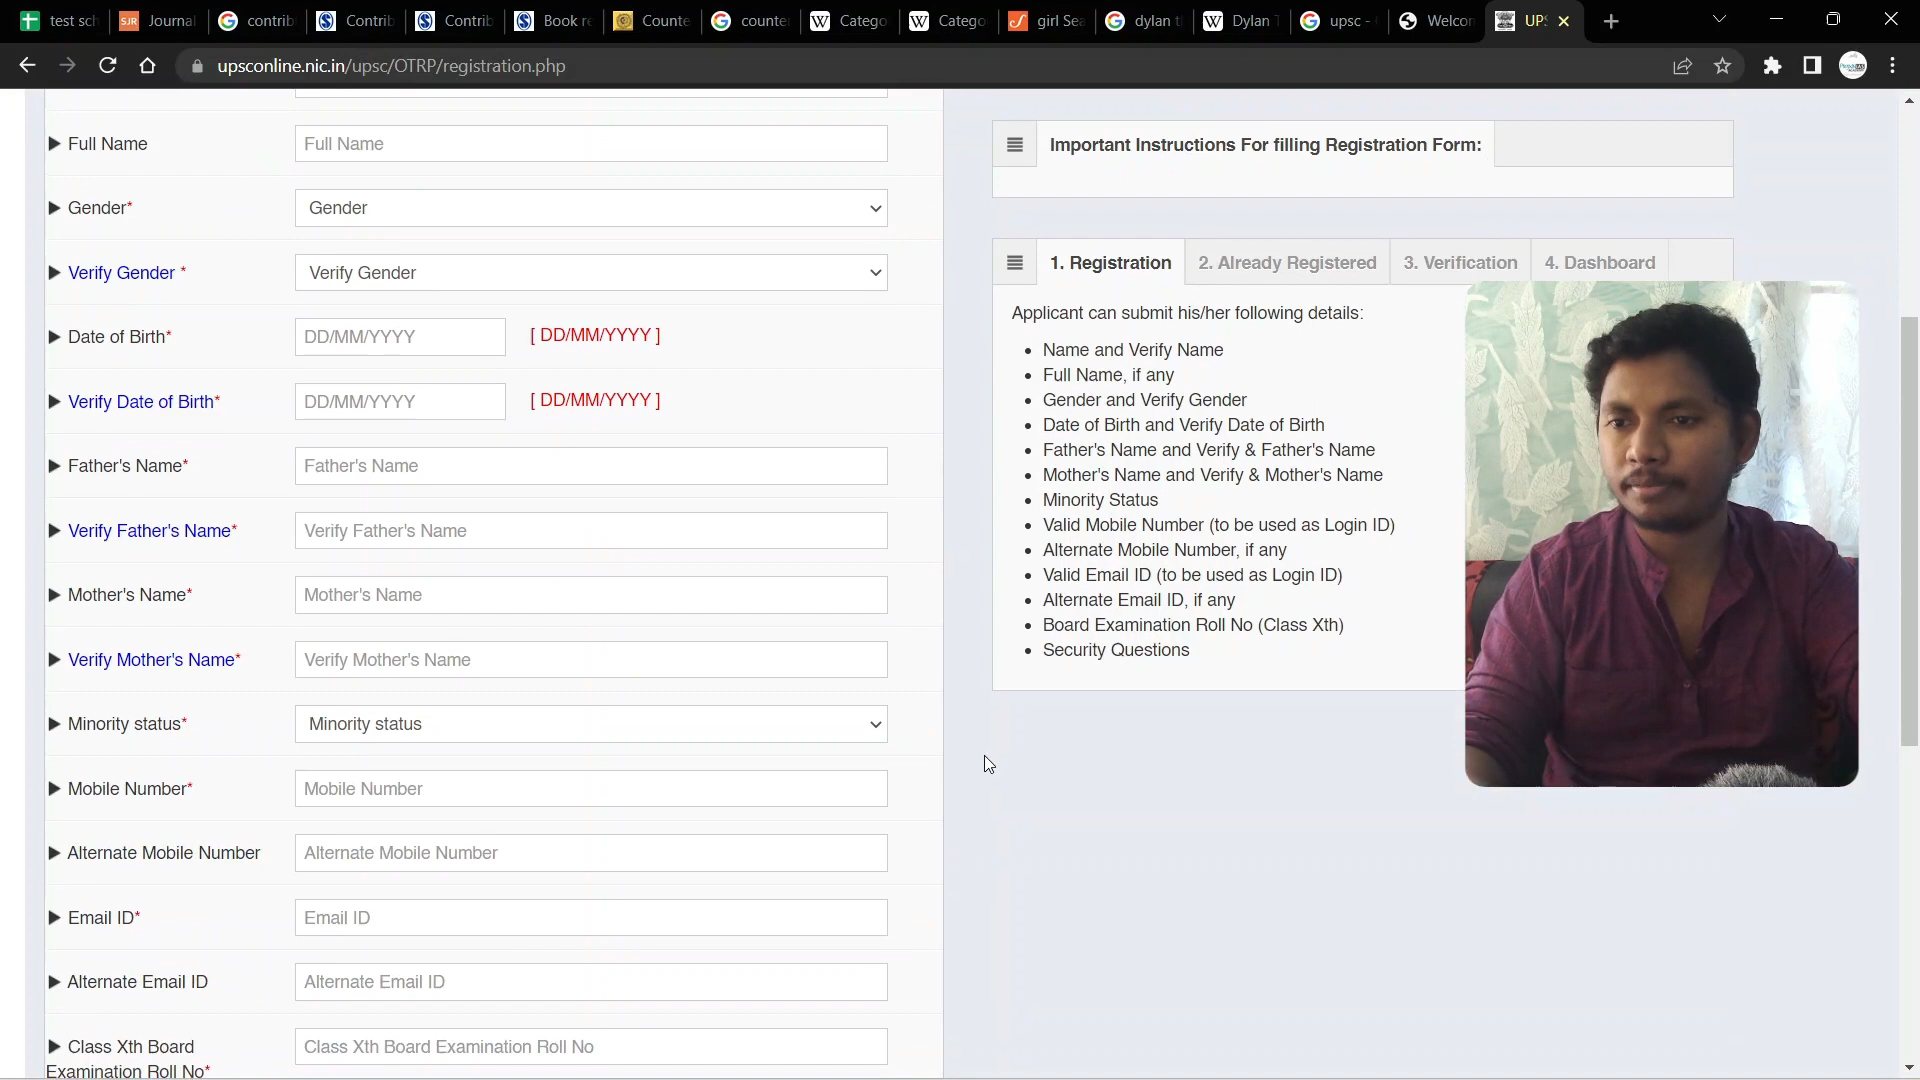 test sch
SJR
Journal
contrib
Contrib
Contrib
Book re
Counte
counte
Catego
Catego
girl Sea
dylan t
Dylan T
upsc -
Welcom
UPS
upsconline.nic.in/upsc/OTRP/registration.php
Full Name
Full Name
Gender*
Gender
Verify Gender *
Verify Gender
Date of Birth*
DD/MM/YYYY
[ DD/MM/YYYY ]
Verify Date of Birth*
DD/MM/YYYY
[ DD/MM/YYYY ]
Father's Name*
Father's Name
Verify Father's Name*
Verify Father's Name
Mother's Name*
Mother's Name
Verify Mother's Name*
Verify Mother's Name
Minority status*
Minority status
Mobile Number*
Mobile Number
Alternate Mobile Number
Alternate Mobile Number
Email ID*
Email ID
Alternate Email ID
Alternate Email ID
Class Xth Board
Examination Roll No*
Class Xth Board Examination Roll No
Important Instructions For filling Registration Form:
1. Registration
2. Already Registered
3. Verification
4. Dashboard
Applicant can submit his/her following details:
• Name and Verify Name
• Full Name, if any
• Gender and Verify Gender
• Date of Birth and Verify Date of Birth
• Father's Name and Verify & Father's Name
• Mother's Name and Verify & Mother's Name
• Minority Status
• Valid Mobile Number (to be used as Login ID)
• Alternate Mobile Number, if any
• Valid Email ID (to be used as Login ID)
• Alternate Email ID, if any
• Board Examination Roll No (Class Xth)
• Security Questions